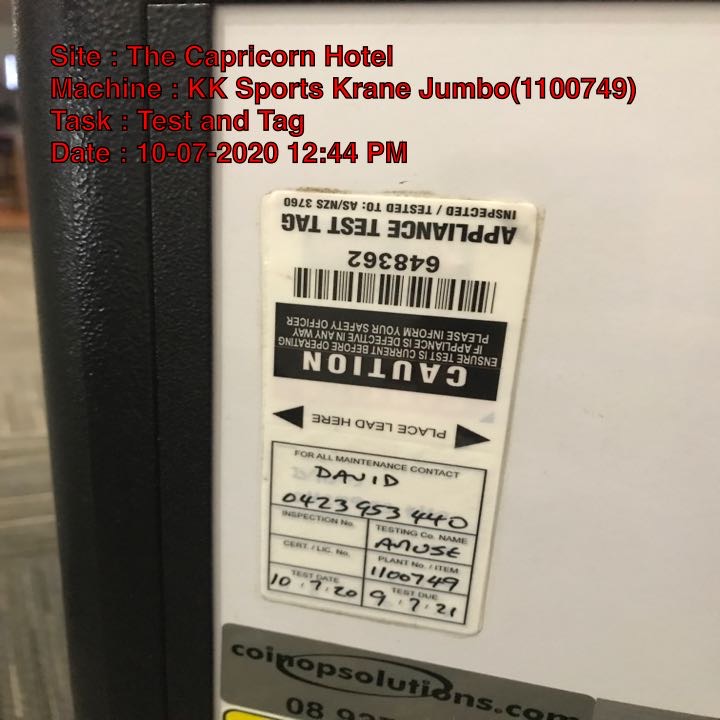 Site : The Capricorn Hotel
Machine : KK Sports Krane Jumbo(1100749)
Task : Test and Tag
Date : 10-07-2020 12:44 PM
INSPECTED / TESTED TO: AS/NZS 3760
APPLIANCE TEST TAG
648362
PLEASE INFORM YOUR SAFETY OFFICER
IF APPLIANCE IS DEFECTIVE IN ANY WAY
ENSURE TEST IS CURRENT BEFORE OPERATING
CAUTION
PLACE LEAD HERE
FOR ALL MAINTENANCE CONTACT
DAVID
0423 953 440
INSPECTION No.
TESTING Co. NAME
AMUSE
CERT. / LIC. No.
PLANT No. / ITEM
1100749
TEST DATE
10 . 7 . 20
TEST DUE
9 . 7 . 21
coinopsolutions.com
08